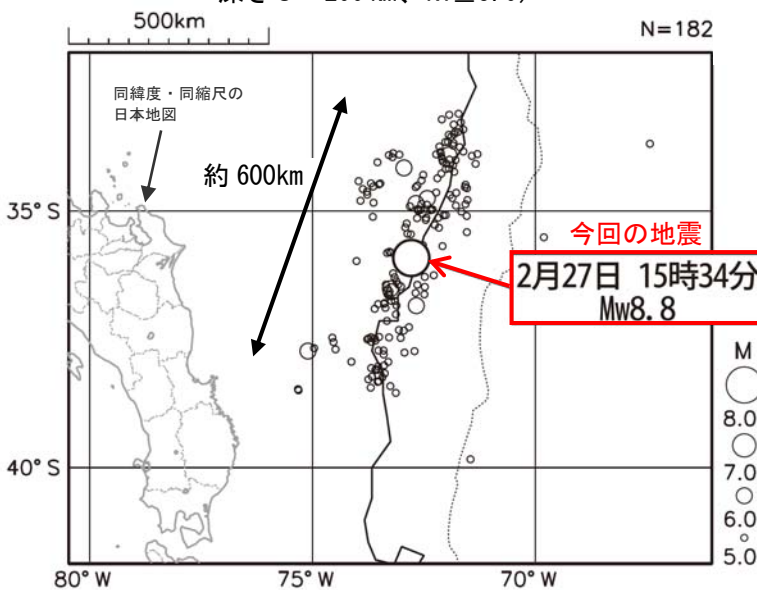 500km
N=182
同緯度・同縮尺の
日本地図
約 600km
35°S
今回の地震
2月27日 15時34分
Mw8.8
M
8.0
7.0
6.0
5.0
40°S
80°W
75°W
70°W